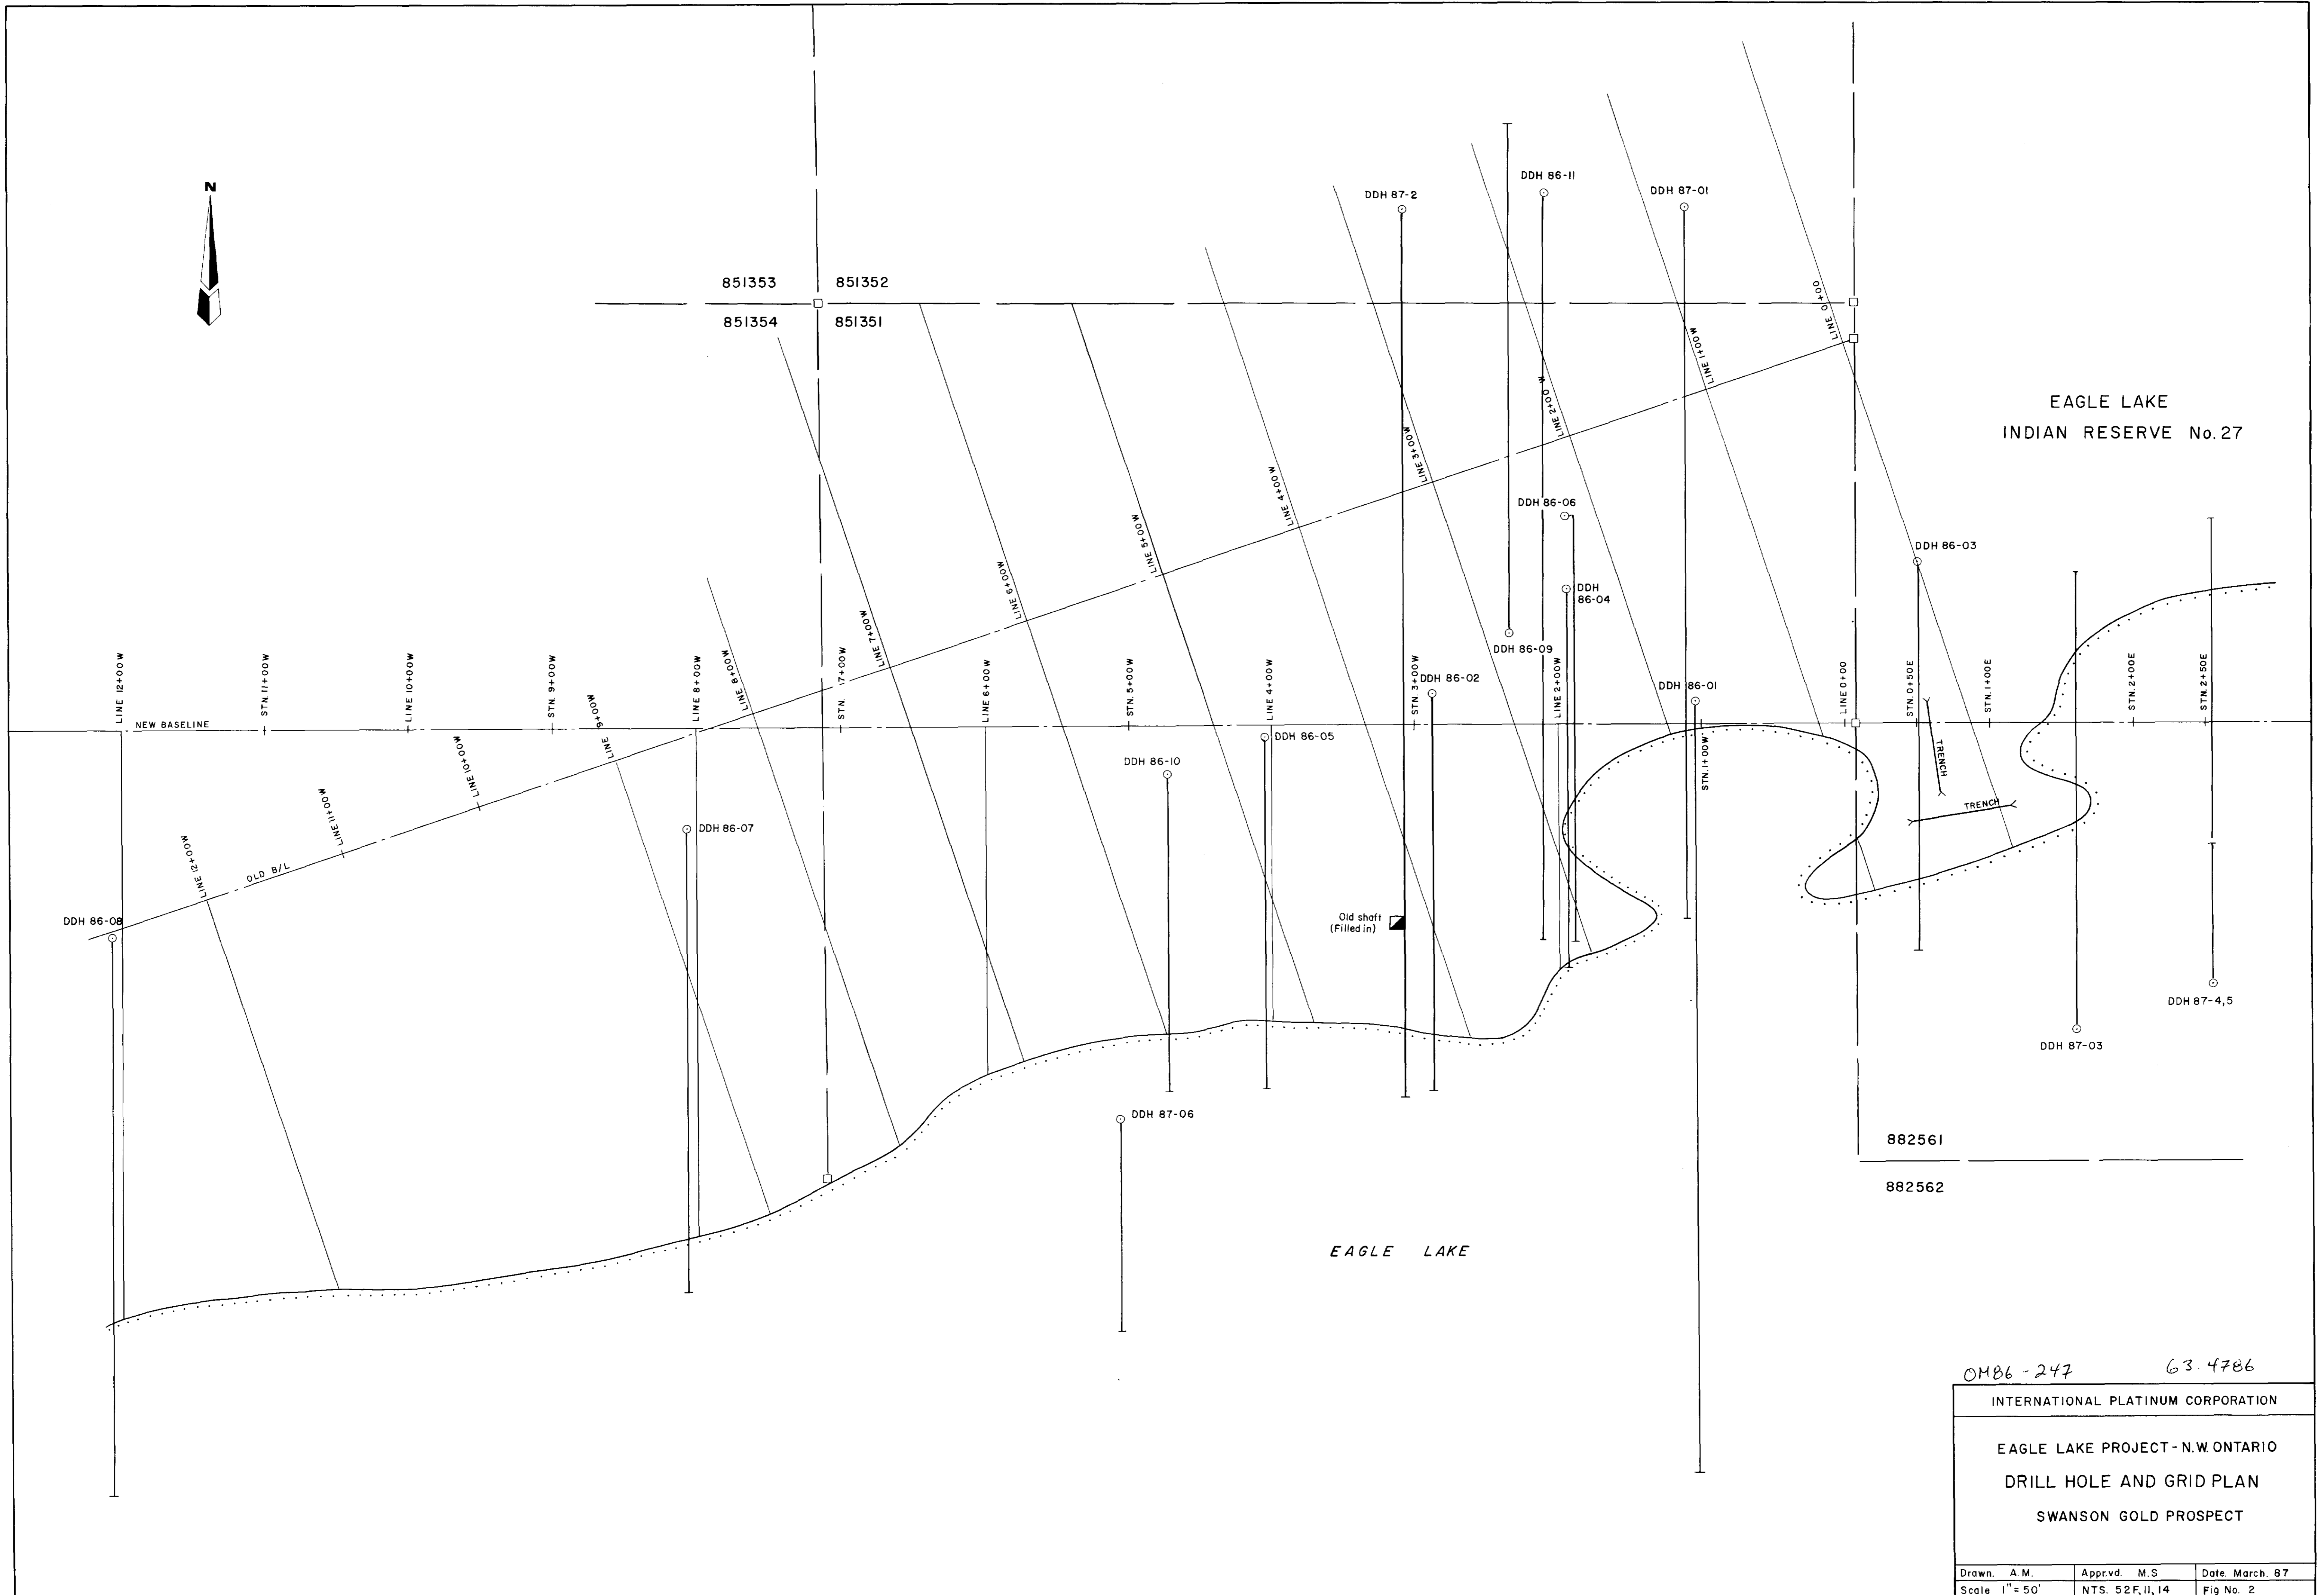 N
851353
851352
851354
851351
DDH 87-2
DDH 86-11
DDH 87-01
LINE 0+00
LINE 1+00W
LINE 2+00 W
LINE 3+00W
LINE 4+00W
LINE 5+00W
LINE 6+00W
LINE 7+00W
LINE 8+00W
LINE 9+00W
LINE 10+00W
LINE 11+00W
LINE 12+00W
OLD B/L
EAGLE LAKE
INDIAN RESERVE No. 27
DDH 86-06
DDH 86-03
DDH
86-04
DDH 86-09
DDH 86-02
DDH 86-01
LINE 12+00 W
STN. 11+00W
LINE 10+00W
STN. 9+00W
LINE 8+00W
STN. 7+00W
LINE 6+00W
STN. 5+00W
LINE 4+00W
STN. 3+00W
LINE 2+00W
STN. 1+00W
LINE 0+00
STN. 0+50E
STN. 1+00E
STN. 2+00E
STN. 2+50E
NEW BASELINE
DDH 86-05
DDH 86-10
TRENCH
TRENCH
DDH 86-07
DDH 86-08
Old shaft
(Filled in)
DDH 87-4,5
DDH 87-03
DDH 87-06
882561
882562
EAGLE LAKE
OM86-247
63.4786
INTERNATIONAL PLATINUM CORPORATION
EAGLE LAKE PROJECT - N.W. ONTARIO
DRILL HOLE AND GRID PLAN
SWANSON GOLD PROSPECT
Drawn. A.M.
Appr.vd. M.S
Date. March. 87
Scale 1" = 50'
NTS. 52F, 11, 14
Fig No. 2